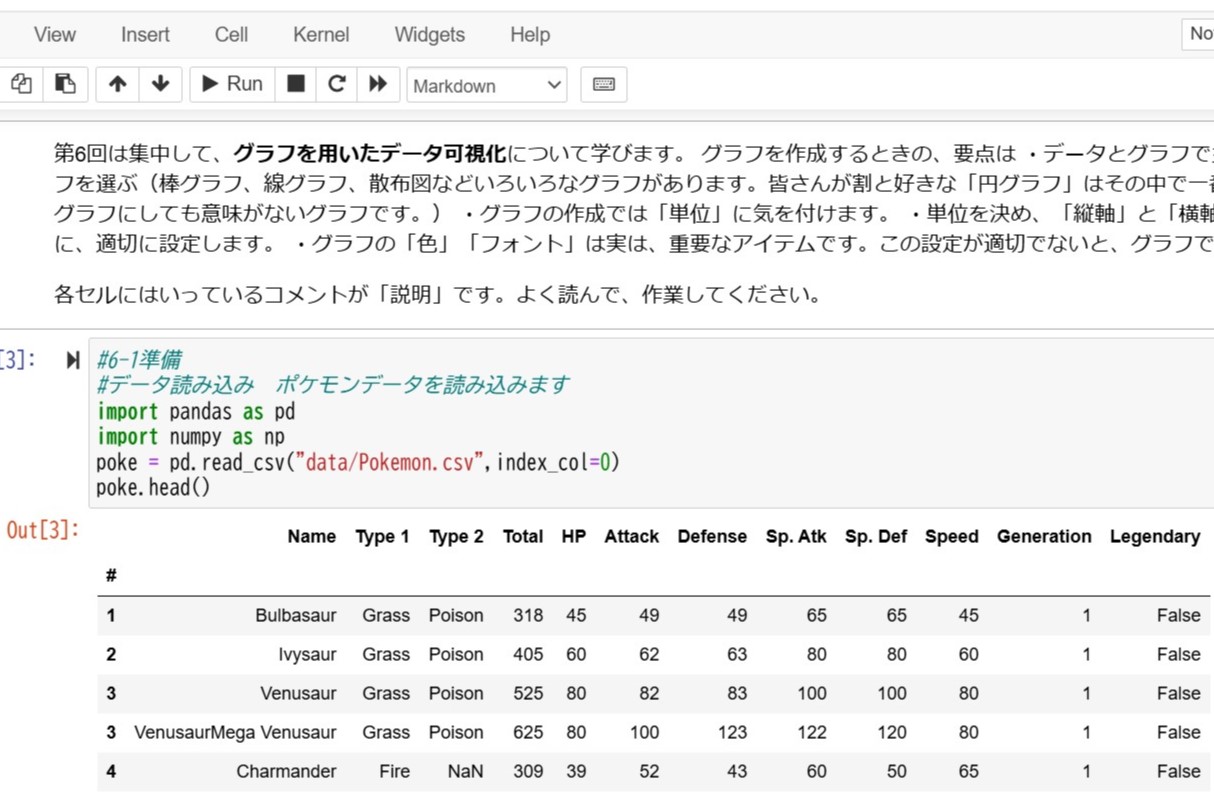 View Insert Cell Kernel Widgets Help
Run Markdown
第6回は集中して、グラフを用いたデータ可視化について学びます。 グラフを作成するときの、要点は ・データとグラフで
フを選ぶ（棒グラフ、線グラフ、散布図などいろいろなグラフがあります。皆さんが割と好きな「円グラフ」はその中で一番
グラフにしても意味がないグラフです。） ・グラフの作成では「単位」に気を付けます。 ・単位を決め、「縦軸」と「横軸
に、適切に設定します。 ・グラフの「色」「フォント」は実は、重要なアイテムです。この設定が適切でないと、グラフで
各セルにはいっているコメントが「説明」です。よく読んで、作業してください。
[3]:
#6-1準備
#データ読み込み　ポケモンデータを読み込みます
import pandas as pd
import numpy as np
poke = pd.read_csv("data/Pokemon.csv",index_col=0)
poke.head()
Out[3]:
Name Type 1 Type 2 Total HP Attack Defense Sp. Atk Sp. Def Speed Generation Legendary
#
1 Bulbasaur Grass Poison 318 45 49 49 65 65 45 1 False
2 Ivysaur Grass Poison 405 60 62 63 80 80 60 1 False
3 Venusaur Grass Poison 525 80 82 83 100 100 80 1 False
3 VenusaurMega Venusaur Grass Poison 625 80 100 123 122 120 80 1 False
4 Charmander Fire NaN 309 39 52 43 60 50 65 1 False